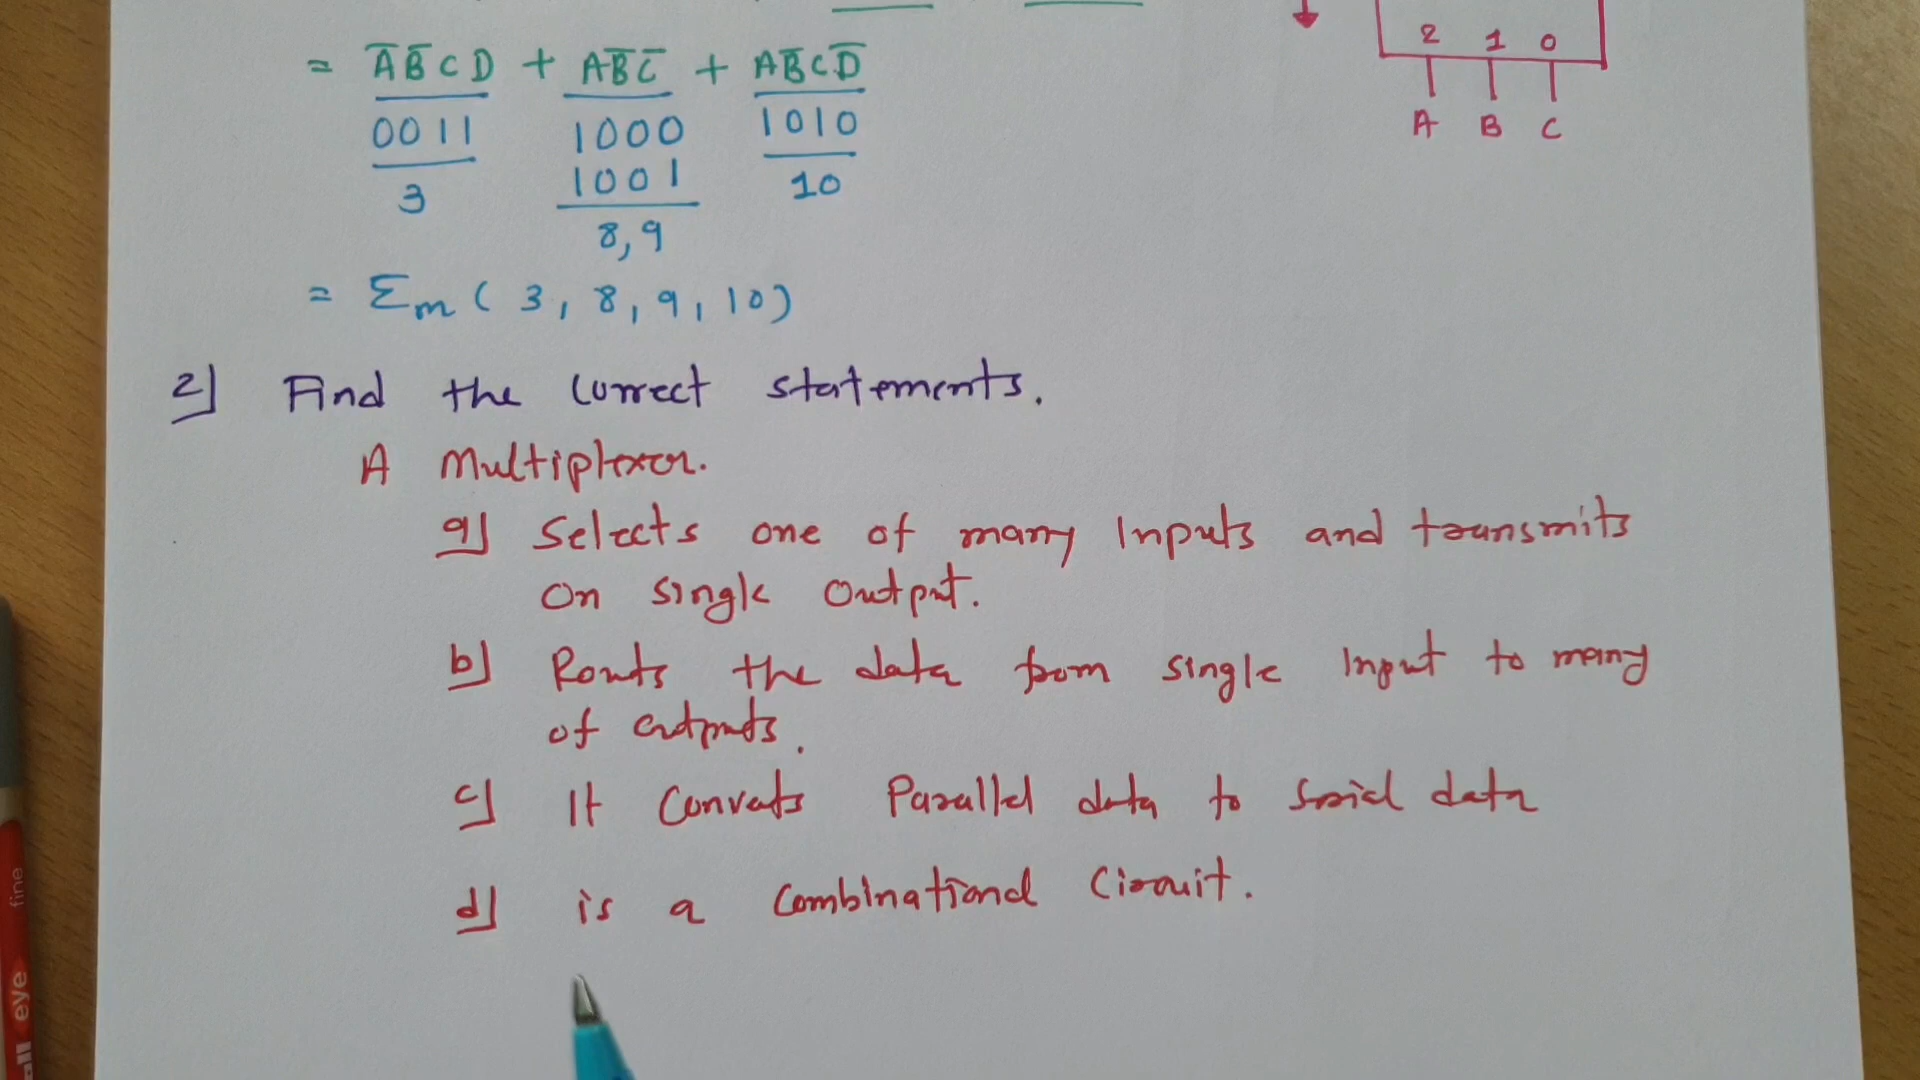 2 1 0
A B C
= A̅B̅CD + AB̅C̅ + AB̅CD̅
0011 1000 1010
1001
3 8,9 10
= Σm ( 3, 8, 9, 10)
2] Find the correct statements.
A Multiplexer.
a] Selects one of many Inputs and transmits
on single output.
b] Routs the data from single Input to many
of outputs.
c] It Converts Parallel data to Serial data
d] is a Combinational Circuit.
fine
eye